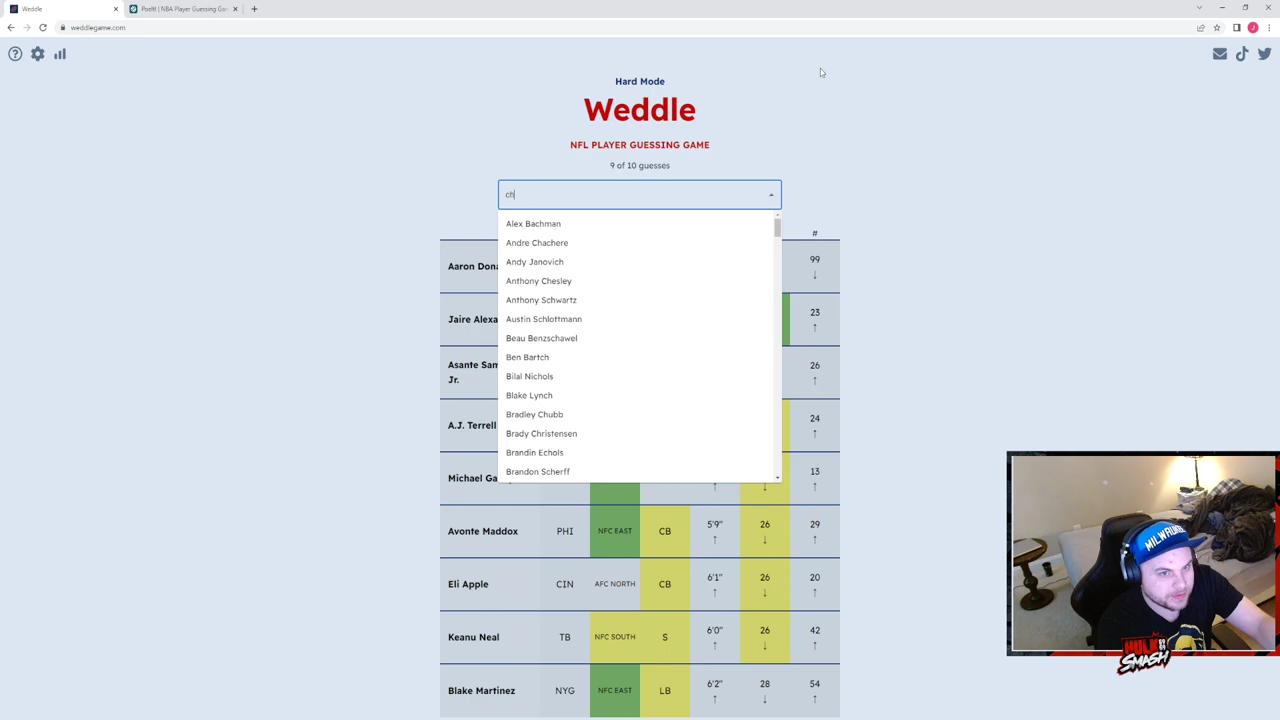 Weddle
Poeltl | NBA Player Guessing Ga
weddlegame.com
Hard Mode
Weddle
NFL PLAYER GUESSING GAME
9 of 10 guesses
ch
Alex Bachman
Andre Chachere
Andy Janovich
Anthony Chesley
Anthony Schwartz
Austin Schlottmann
Beau Benzschawel
Ben Bartch
Bilal Nichols
Blake Lynch
Bradley Chubb
Brady Christensen
Brandin Echols
Brandon Scherff
#
Aaron Dona 99 ↓
Jaire Alexa 23 ↑
Asante Sam
Jr. 26 ↑
A.J. Terrell 24 ↑
Michael Ga 13
↑ ↓ ↑
Avonte Maddox PHI NFC EAST CB 5'9" 26 29
↑ ↓ ↑
Eli Apple CIN AFC NORTH CB 6'1" 26 20
↑ ↓ ↑
Keanu Neal TB NFC SOUTH S 6'0" 26 42
↑ ↓ ↑
Blake Martinez NYG NFC EAST LB 6'2" 28 54
↑ ↓ ↑
MILWAUKEE
HULK
SMASH